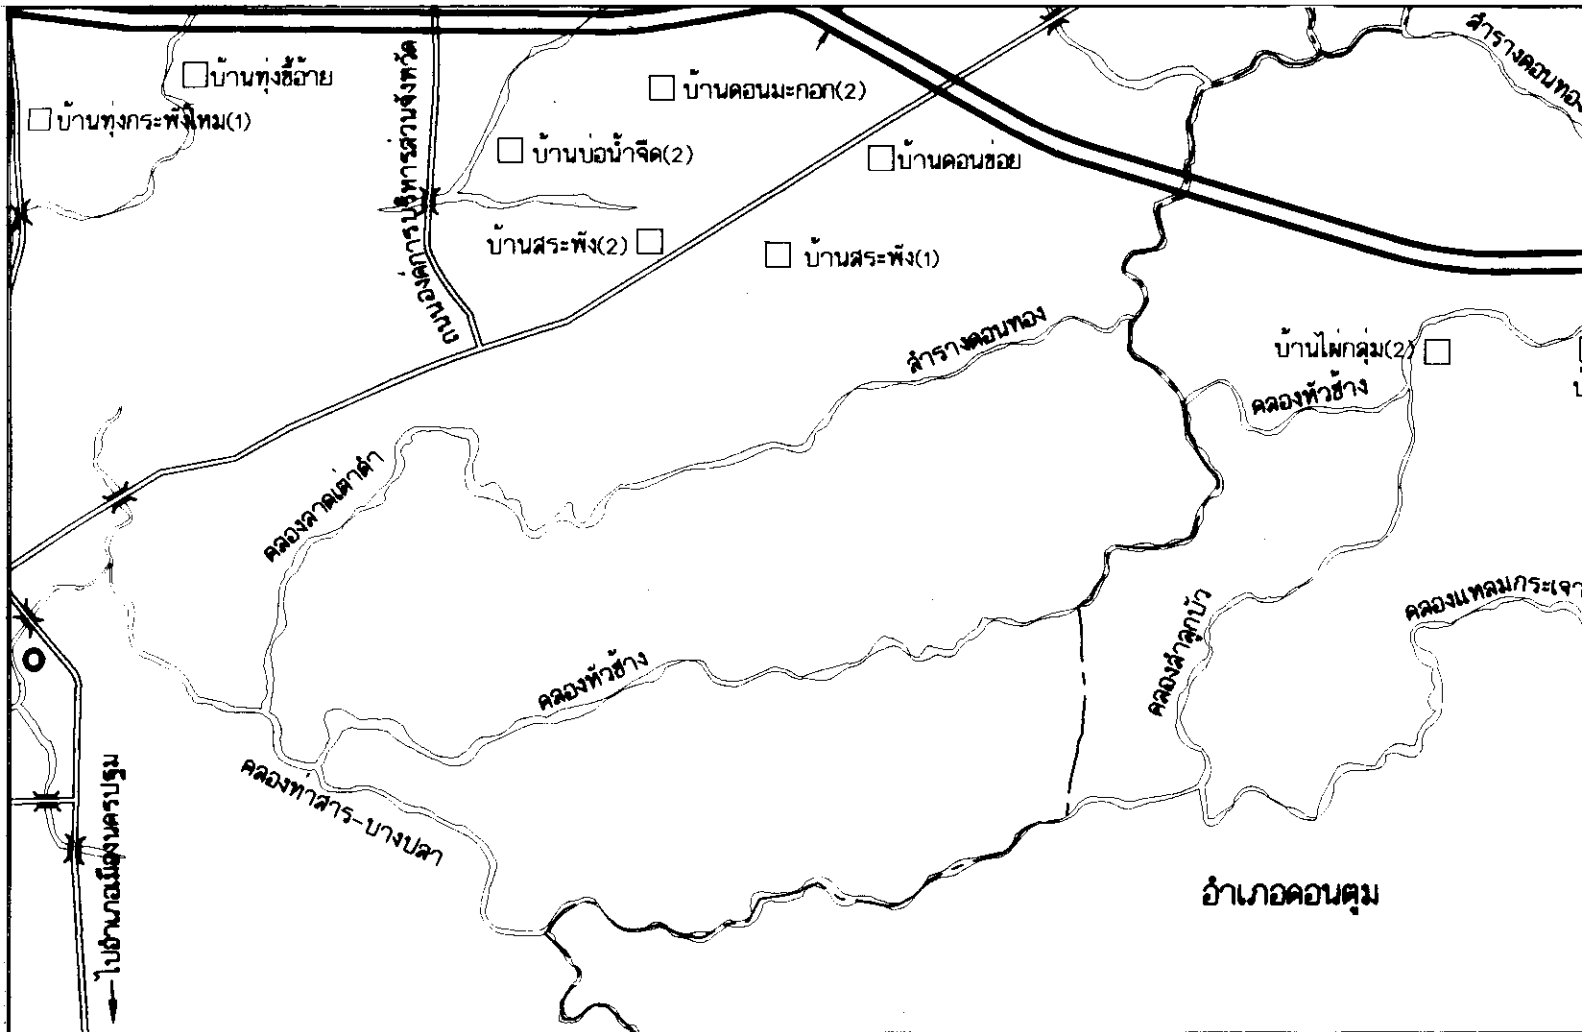 ลำรางดอนทอง
บ้านทุ่งขี้อ้าย
บ้านดอนมะกอก(2)
บ้านทุ่งกระพังโหม(1)
บ้านบ่อน้ำจืด(2)
บ้านดอนข่อย
ถนนองค์การบริหารส่วนจังหวัด
บ้านสระพัง(2)
บ้านสระพัง(1)
ลำรางดอนทอง
บ้านไผ่กลุ่ม(2)
คลองหัวช้าง
คลองลาดเต่าดำ
คลองแหลมกระเจา
คลองลำลูกบัว
คลองหัวช้าง
คลองท่าสาร-บางปลา
ไปอำเภอเมืองนครปฐม
อำเภอดอนตูม